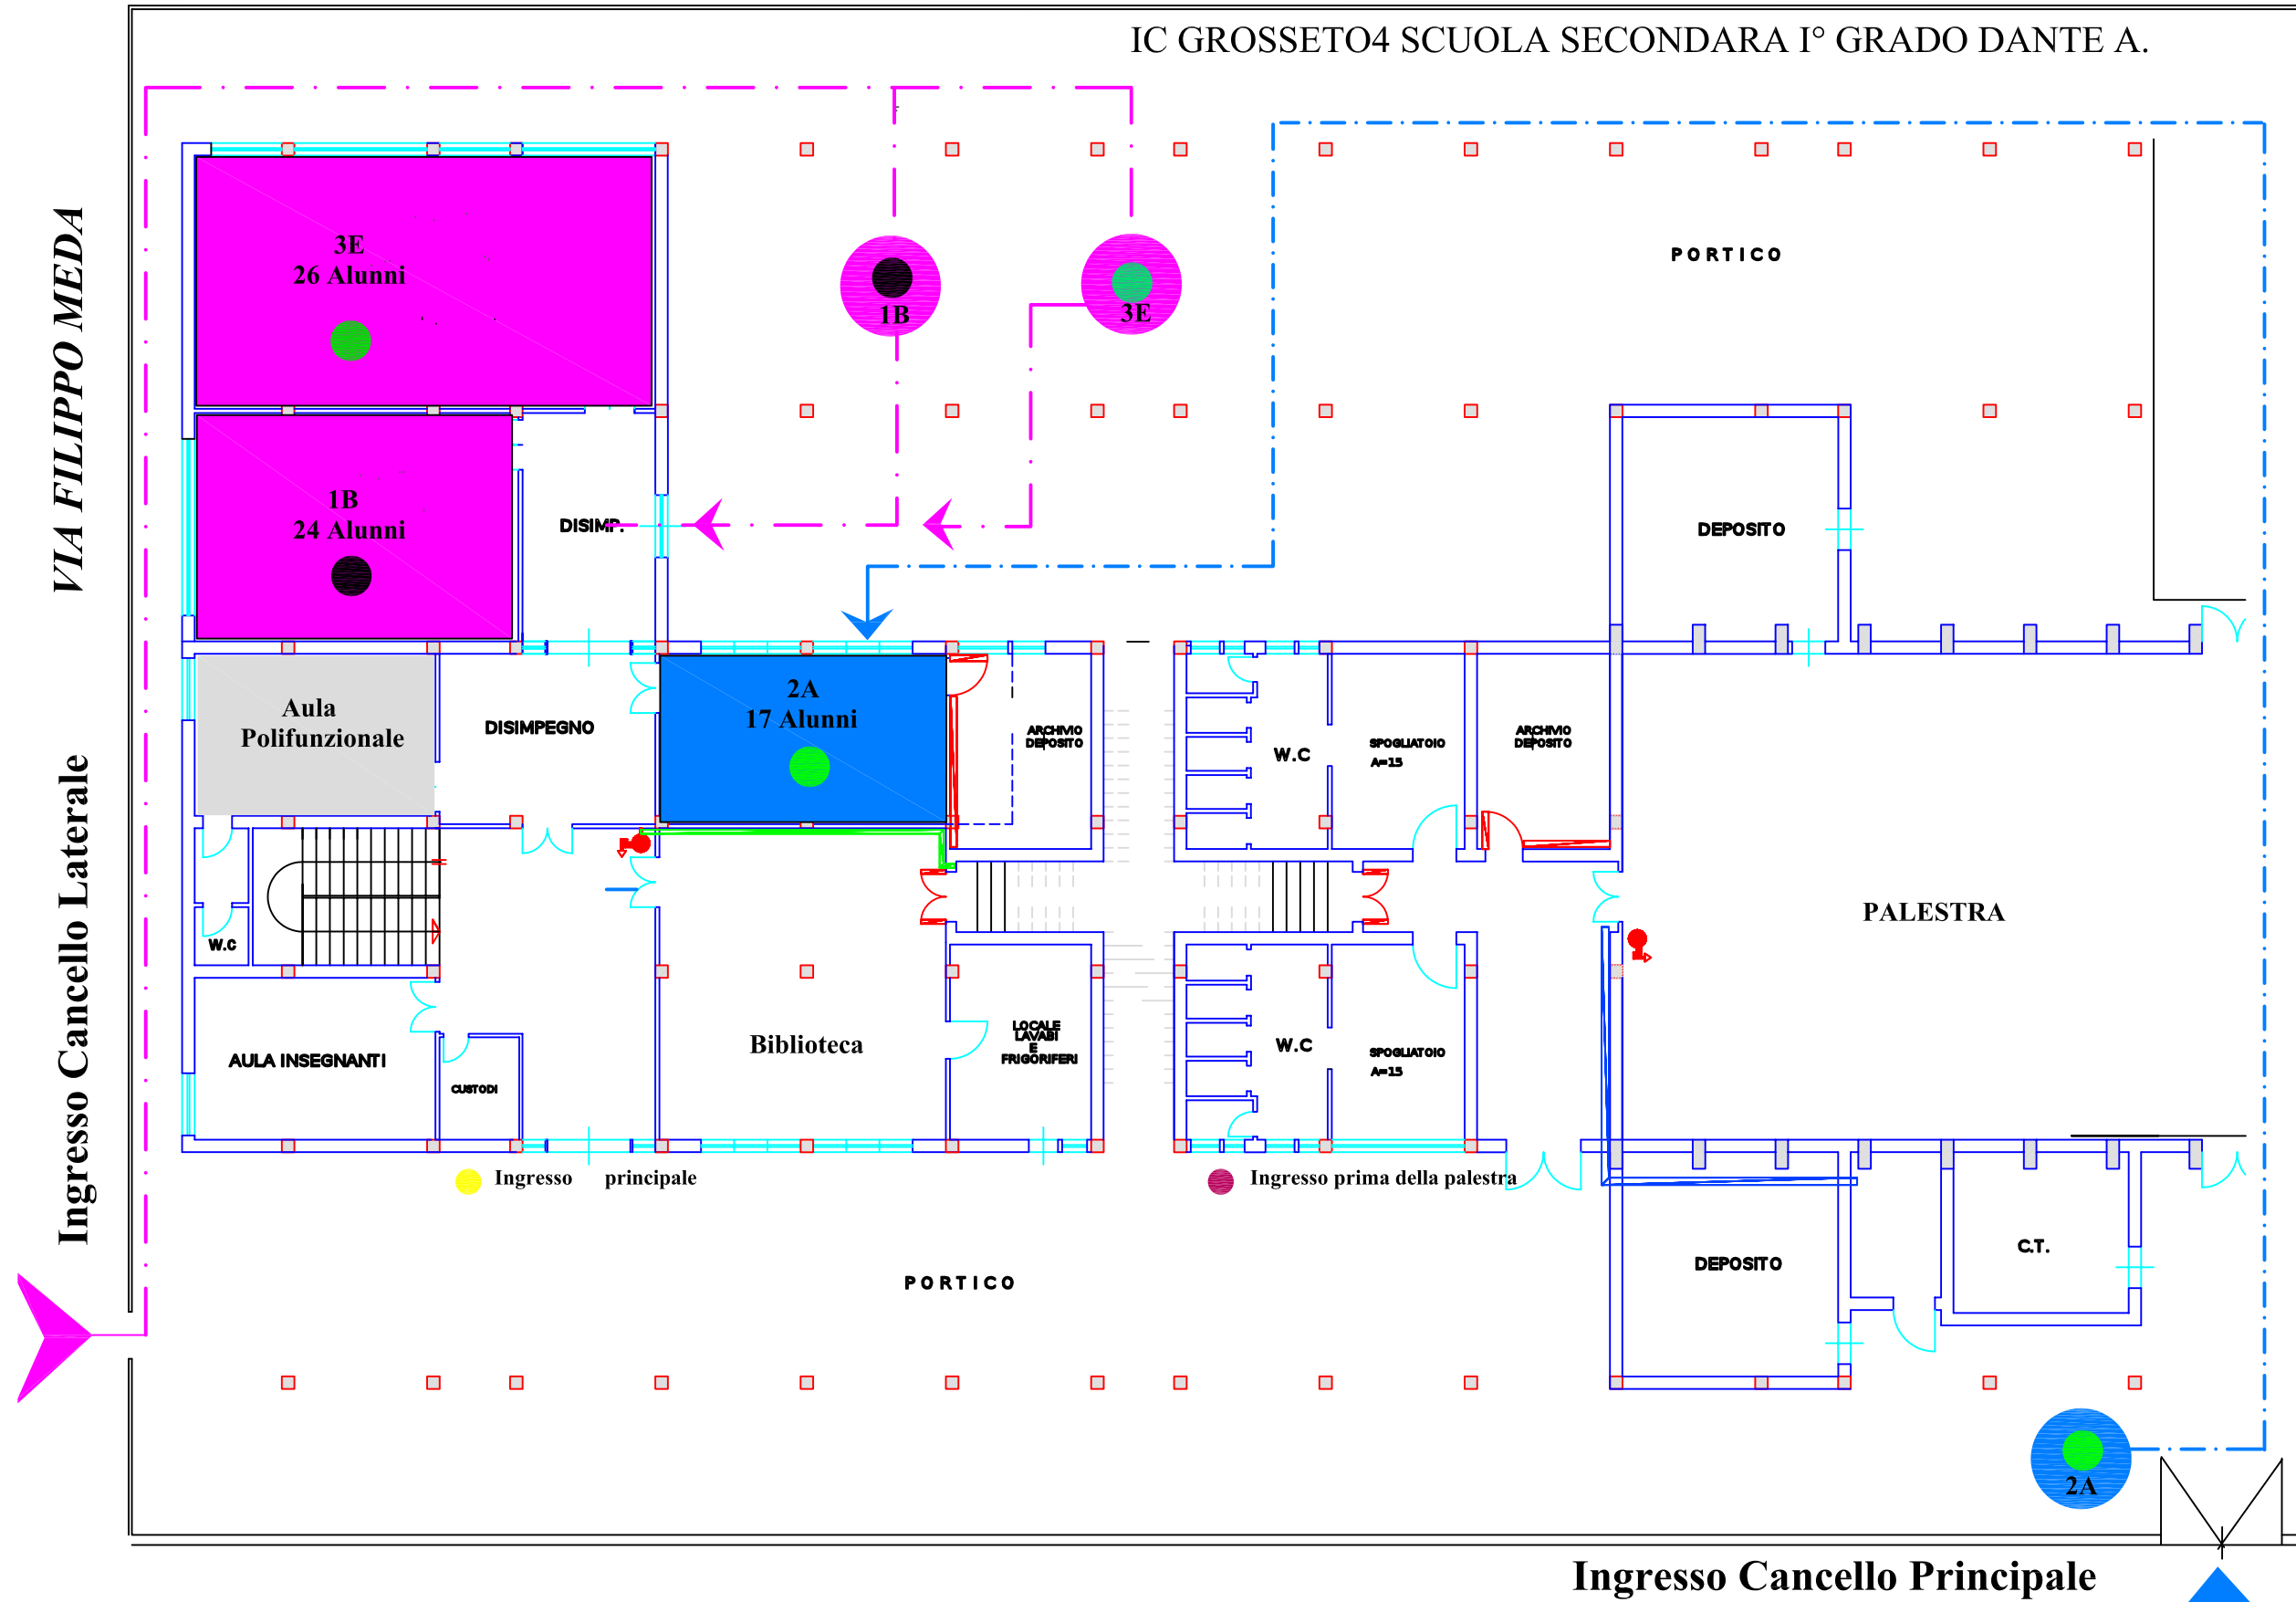 IC GROSSETO4 SCUOLA SECONDARA I° GRADO DANTE A.
VIA FILIPPO MEDA
Ingresso Cancello Laterale
3E
26 Alunni
1B
3E
PORTICO
1B
24 Alunni
DISIMP.
DEPOSITO
Aula
Polifunzionale
DISIMPEGNO
2A
17 Alunni
ARCHIVIO
DEPOSITO
W.C
SPOGLIATOIO
A=15
ARCHIVIO
DEPOSITO
PALESTRA
W.C
AULA INSEGNANTI
CUSTODI
Biblioteca
LOCALE
LAVABI
E
FRIGORIFERI
W.C
SPOGLIATOIO
A=15
Ingresso principale
Ingresso prima della palestra
PORTICO
DEPOSITO
C.T.
2A
Ingresso Cancello Principale